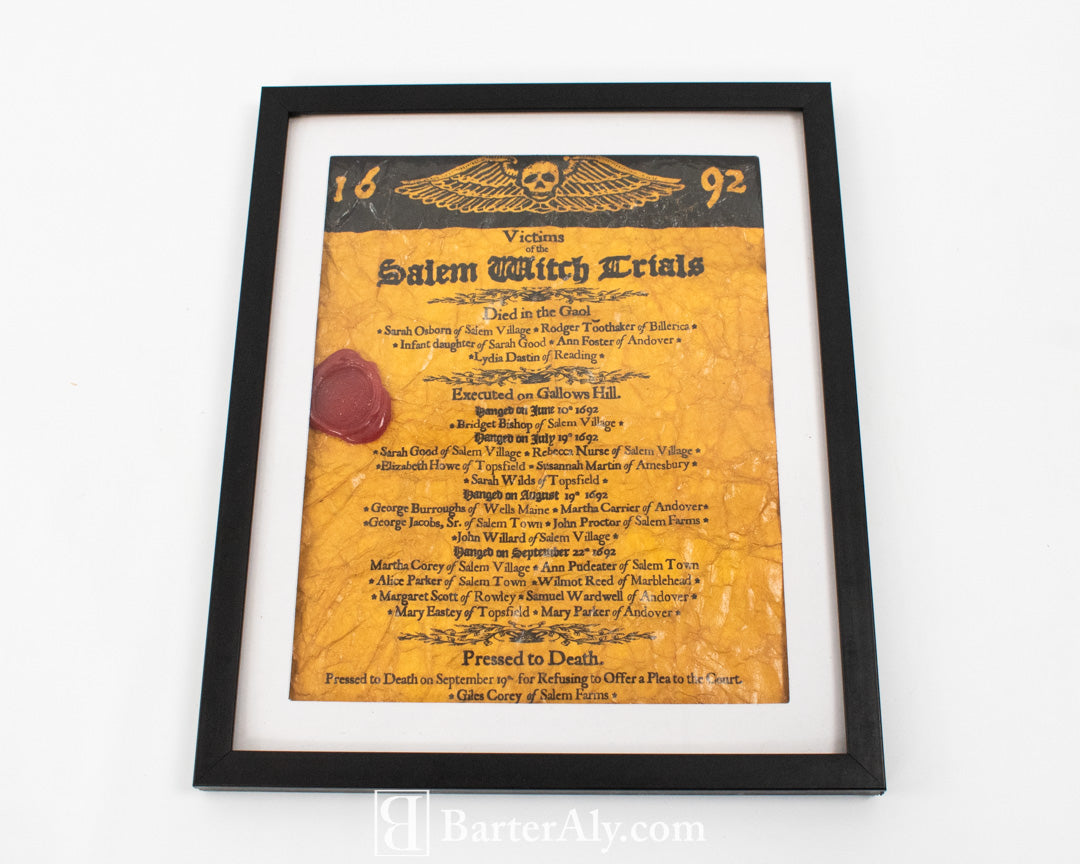 16 92
Victims
of the
Salem Witch Trials
Died in the Gaol
*Sarah Osborn of Salem Village * Rodger Toothaker of Billerica*
* Infant daughter of Sarah Good * Ann Foster of Andover *
*Lydia Dastin of Reading *
Executed on Gallows Hill.
Hanged on June 10ᵗʰ 1692
* Bridget Bishop of Salem Village *
Hanged on July 19ᵗʰ 1692
* Sarah Good of Salem Village * Rebecca Nurse of Salem Village *
*Elizabeth Howe of Topsfield * Susannah Martin of Amesbury *
* Sarah Wilds of Topsfield *
Hanged on August 19ᵗʰ 1692
* George Burroughs of Wells Maine * Martha Carrier of Andover*
*George Jacobs, Sr. of Salem Town * John Proctor of Salem Farms *
*John Willard of Salem Village *
Hanged on September 22ᵗʰ 1692
Martha Corey of Salem Village * Ann Pudeater of Salem Town
* Alice Parker of Salem Town *Wilmot Reed of Marblehead *
* Margaret Scott of Rowley * Samuel Wardwell of Andover *
*Mary Eastey of Topsfield * Mary Parker of Andover *
Pressed to Death.
Pressed to Death on September 19ᵗʰ for Refusing to Offer a Plea to the Court.
* Giles Corey of Salem Farms *
B BarterAly.com